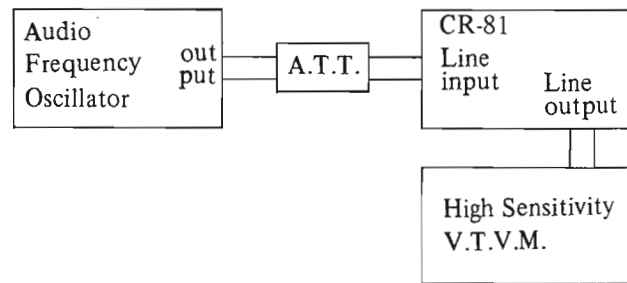 Audio
Frequency
Oscillator
out
put
A.T.T.
CR-81
Line
input
Line
output
High Sensitivity
V.T.V.M.